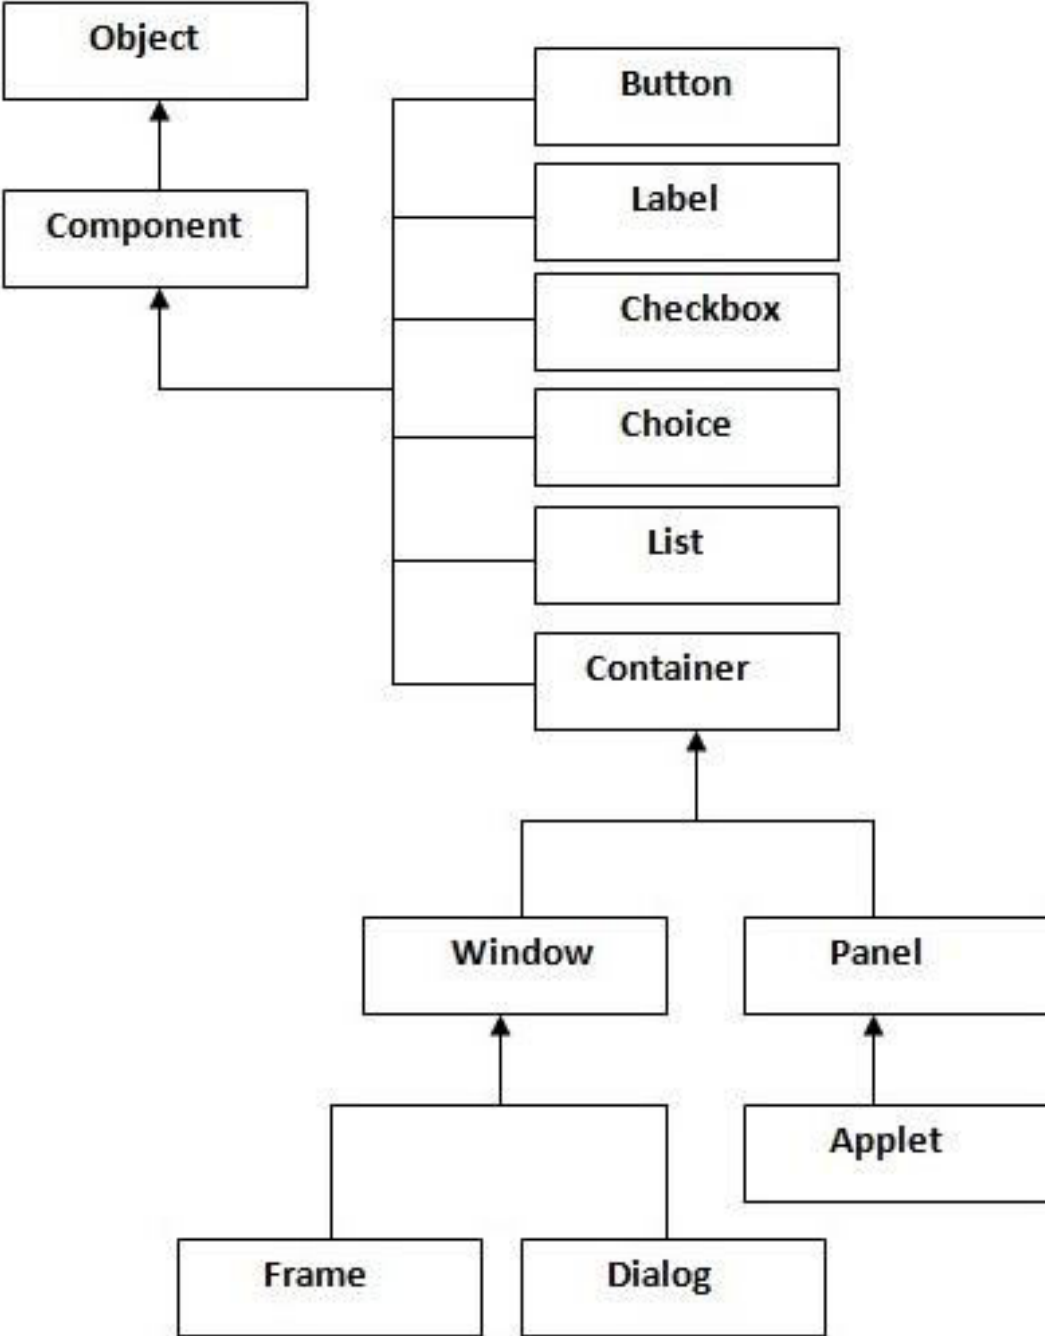 Object
Button
Label
Component
Checkbox
Choice
List
Container
Window
Panel
Applet
Frame
Dialog